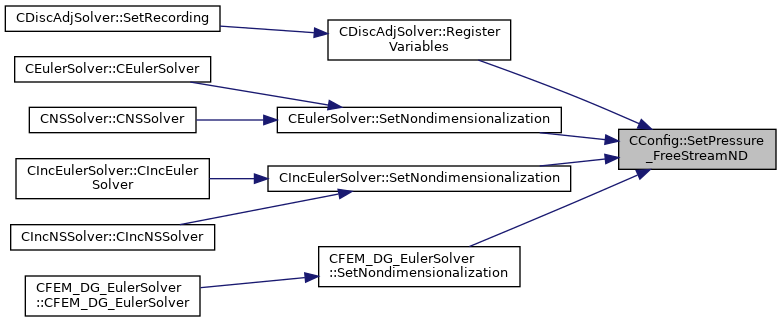 CDiscAdjSolver::SetRecording
CDiscAdjSolver::Register
Variables
CEulerSolver::CEulerSolver
CNSSolver::CNSSolver
CEulerSolver::SetNondimensionalization
CConfig::SetPressure
_FreeStreamND
CIncEulerSolver::CIncEuler
Solver
CIncEulerSolver::SetNondimensionalization
CIncNSSolver::CIncNSSolver
CFEM_DG_EulerSolver
::SetNondimensionalization
CFEM_DG_EulerSolver
::CFEM_DG_EulerSolver